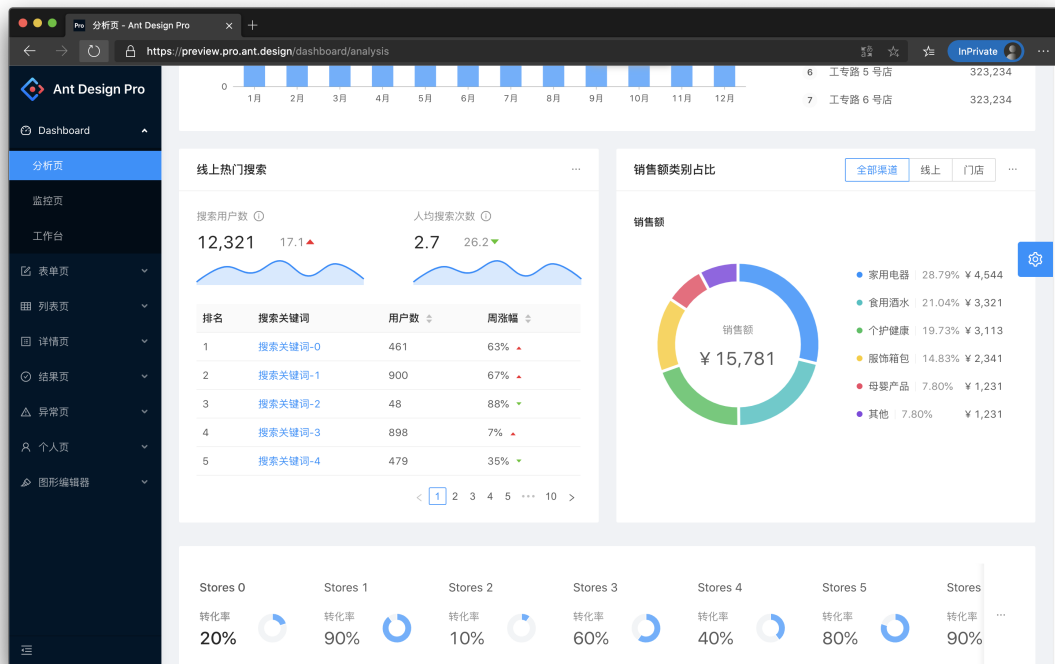 Pro 分析页 - Ant Design Pro
https://preview.pro.ant.design/dashboard/analysis
InPrivate
Ant Design Pro
Dashboard
分析页
监控页
工作台
表单页
列表页
详情页
结果页
异常页
个人页
图形编辑器
0
1月 2月 3月 4月 5月 6月 7月 8月 9月 10月 11月 12月
6 工专路 5 号店 323,234
7 工专路 6 号店 323,234
线上热门搜索
搜索用户数 人均搜索次数
12,321 17.1 2.7 26.2
排名 搜索关键词 用户数 周涨幅
1 搜索关键词-0 461 63%
2 搜索关键词-1 900 67%
3 搜索关键词-2 48 88%
4 搜索关键词-3 898 7%
5 搜索关键词-4 479 35%
1 2 3 4 5 ··· 10
销售额类别占比 全部渠道 线上 门店
销售额
销售额
¥ 15,781
家用电器 28.79% ¥ 4,544
食用酒水 21.04% ¥ 3,321
个护健康 19.73% ¥ 3,113
服饰箱包 14.83% ¥ 2,341
母婴产品 7.80% ¥ 1,231
其他 7.80% ¥ 1,231
Stores 0 Stores 1 Stores 2 Stores 3 Stores 4 Stores 5 Stores
转化率 转化率 转化率 转化率 转化率 转化率 转化率
20% 90% 10% 60% 40% 80% 90%